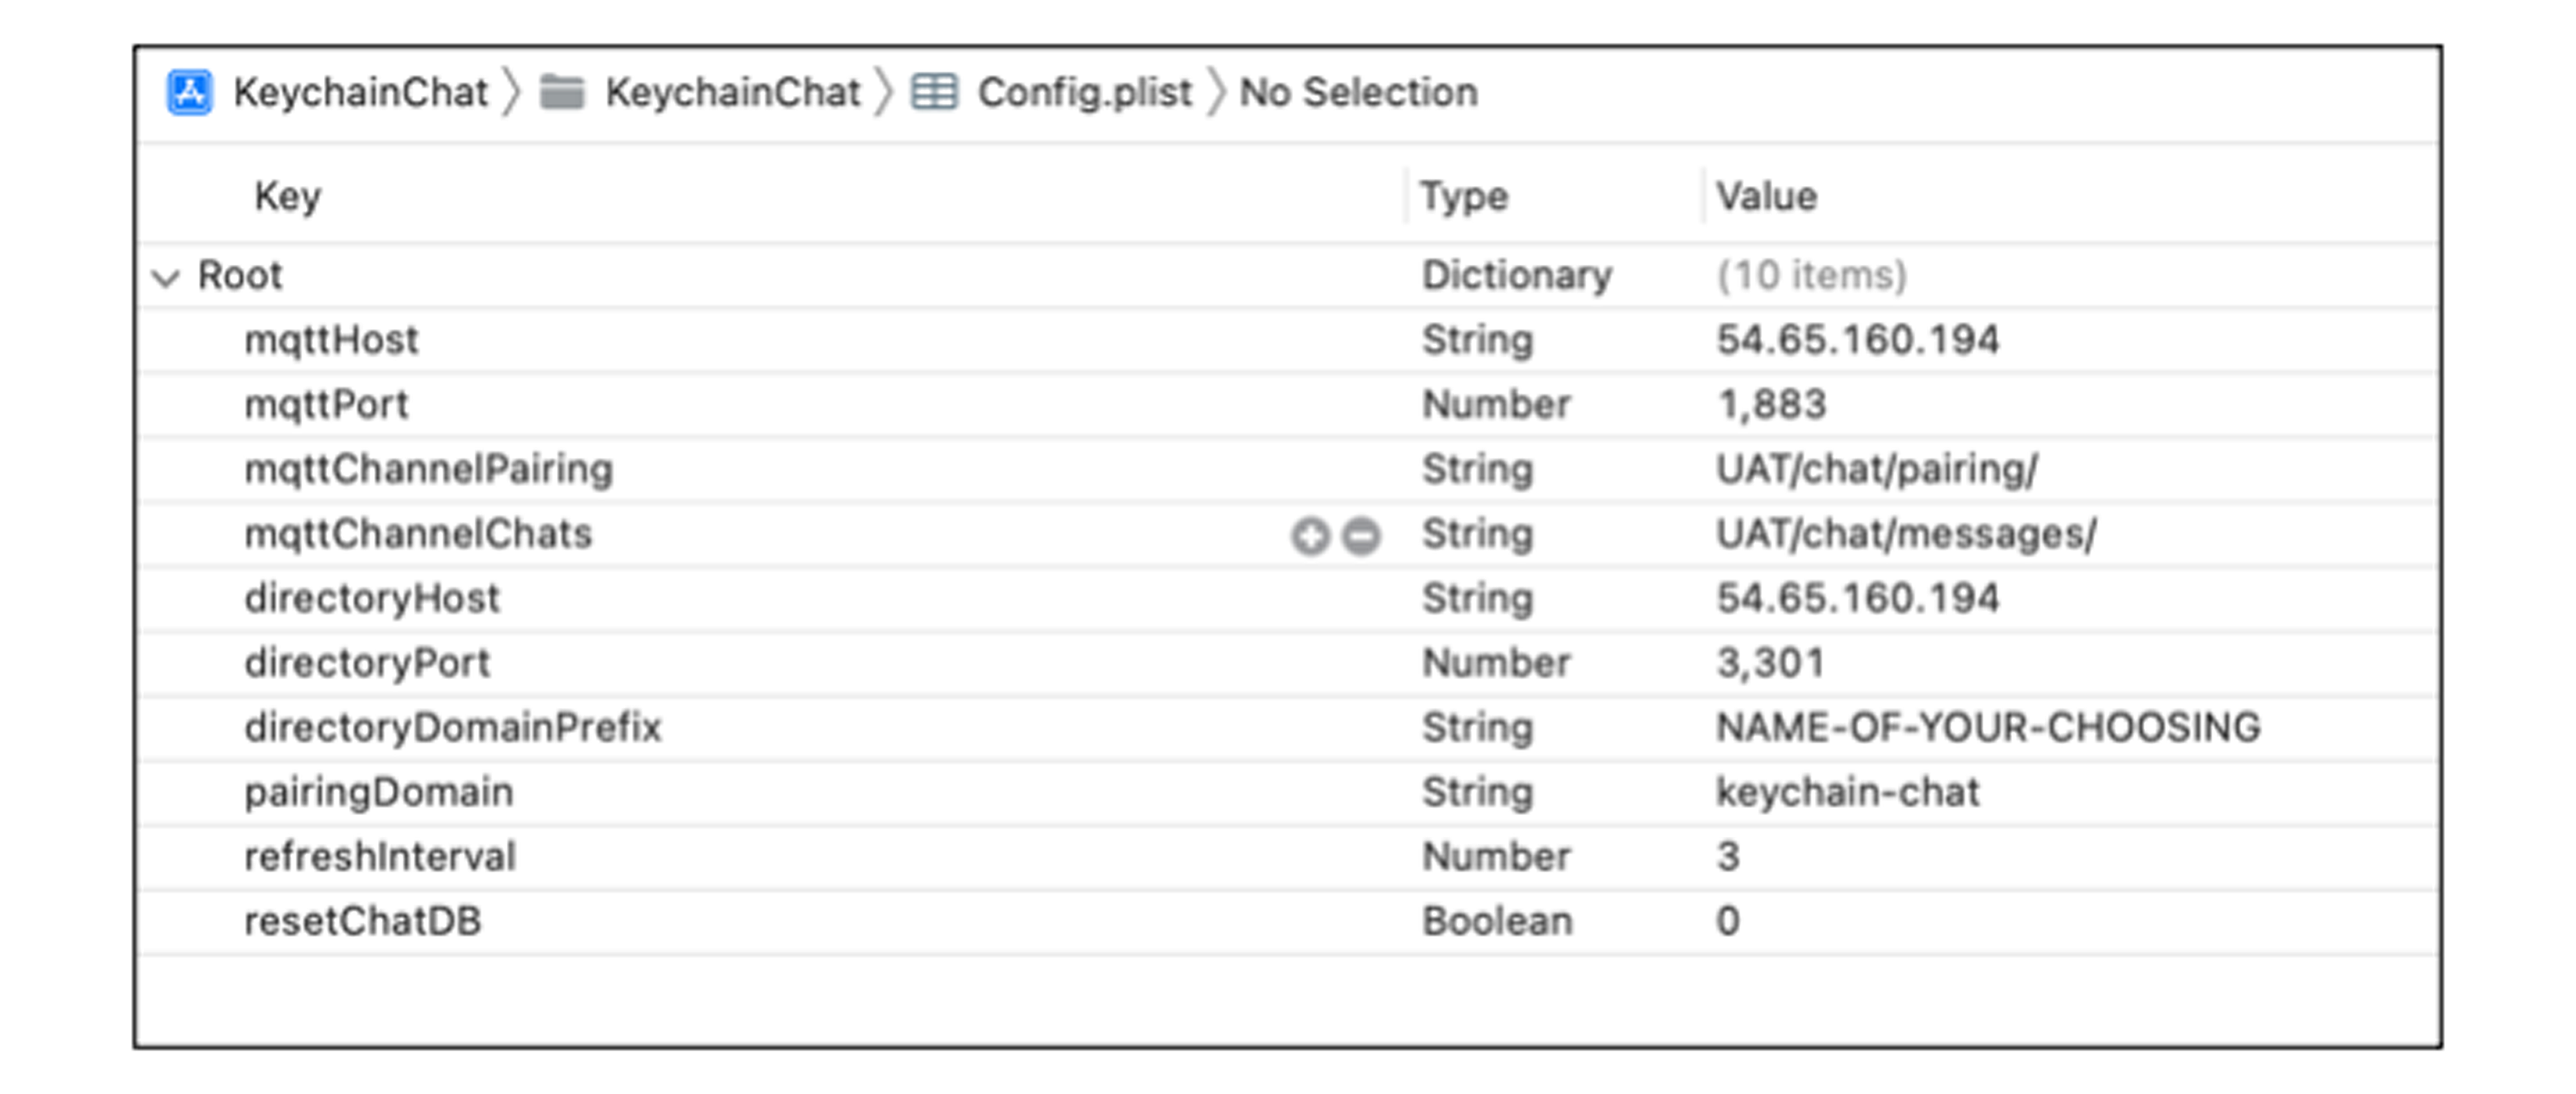 KeychainChat KeychainChat Config.plist No Selection
Key Type Value
Root Dictionary (10 items)
mqttHost String 54.65.160.194
mqttPort Number 1,883
mqttChannelPairing String UAT/chat/pairing/
mqttChannelChats String UAT/chat/messages/
directoryHost String 54.65.160.194
directoryPort Number 3,301
directoryDomainPrefix String NAME-OF-YOUR-CHOOSING
pairingDomain String keychain-chat
refreshInterval Number 3
resetChatDB Boolean 0